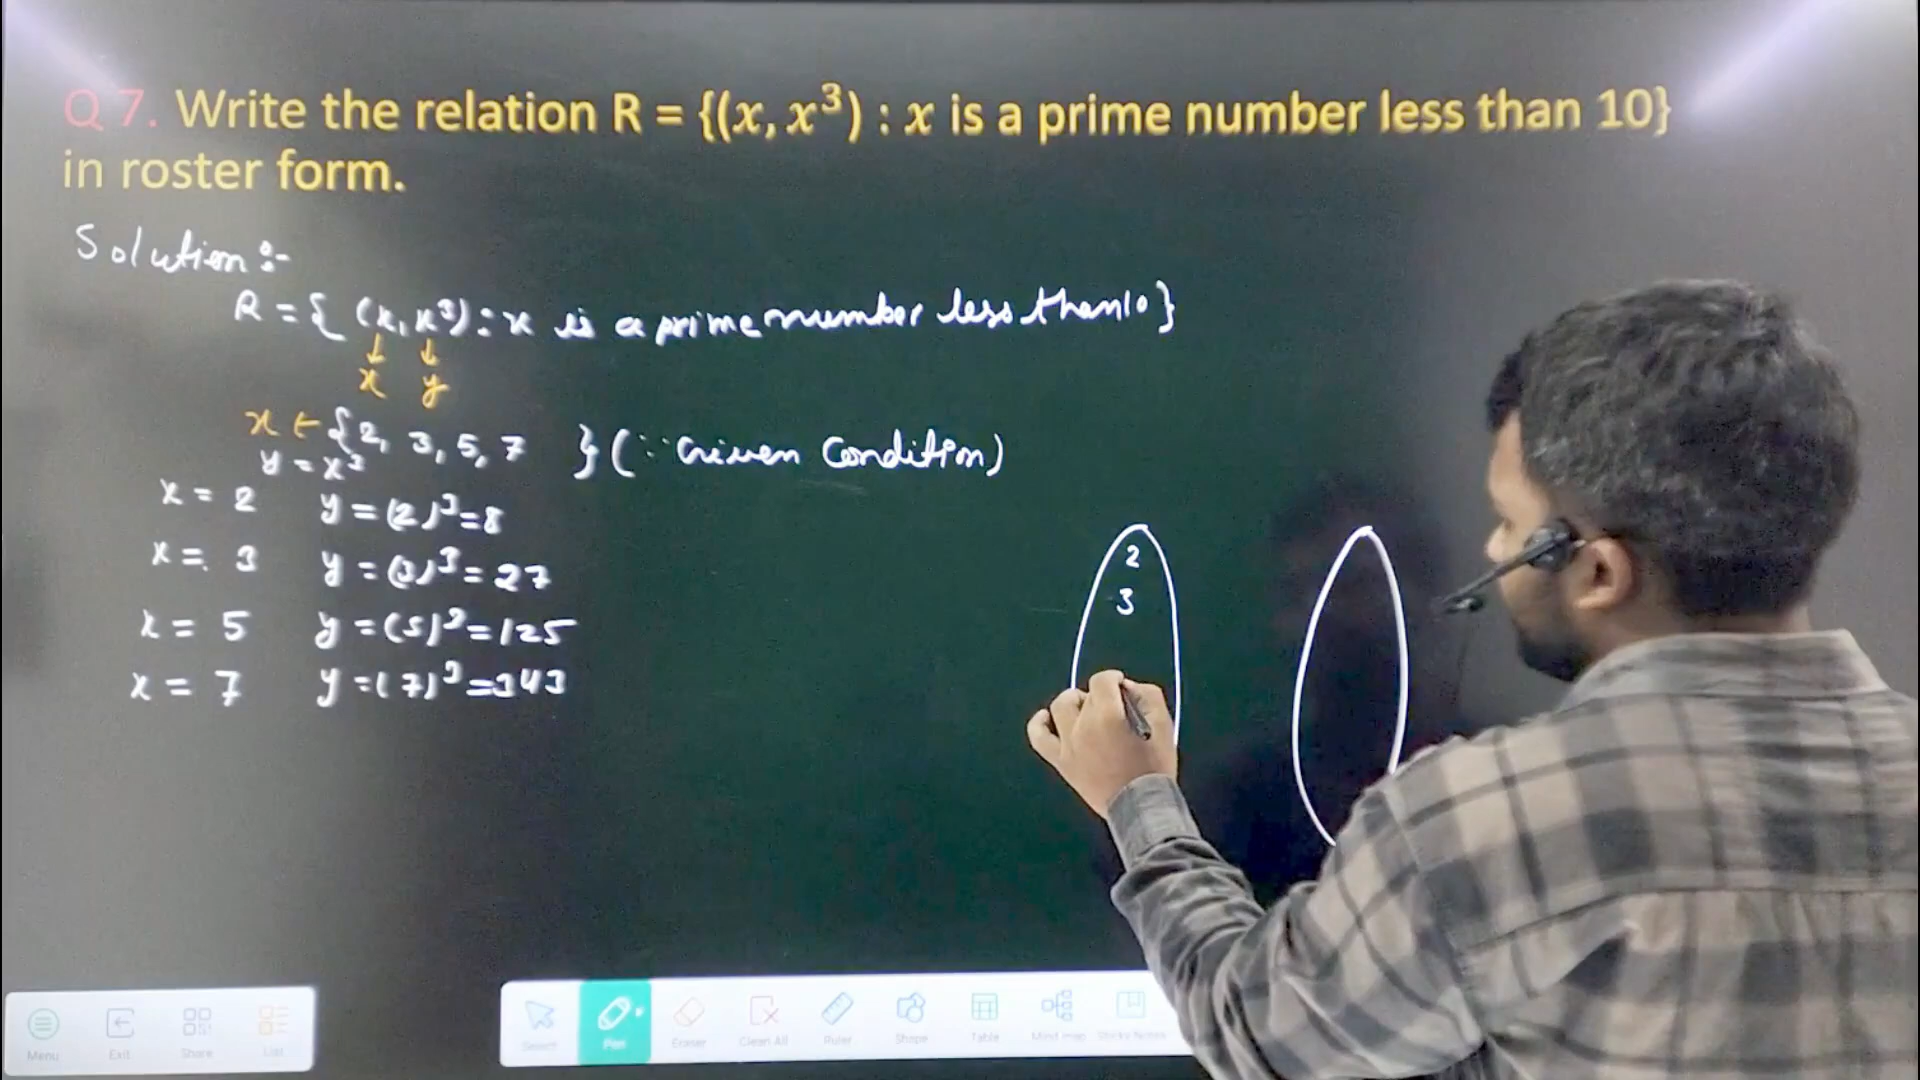 Q 7. Write the relation R = {(x, x³) : x is a prime number less than 10}
in roster form.
Solution :-
R = { (x, x³) : x is a prime number less than 10 }
x y
x ∈ {2, 3, 5, 7 } (∵ Given Condition)
y = x³
x = 2 y = (2)³ = 8
x = 3 y = (3)³ = 27
x = 5 y = (5)³ = 125
x = 7 y = (7)³ = 343
2
3
Menu Exit Share List Select Pen Eraser Clean All Ruler Shape Table Mind map Sticky Notes